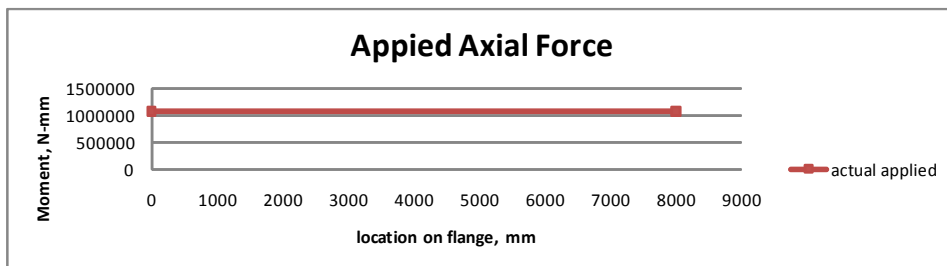 Appied Axial Force
Moment, N-mm
1500000
1000000
500000
0
0 1000 2000 3000 4000 5000 6000 7000 8000 9000
location on flange, mm
actual applied